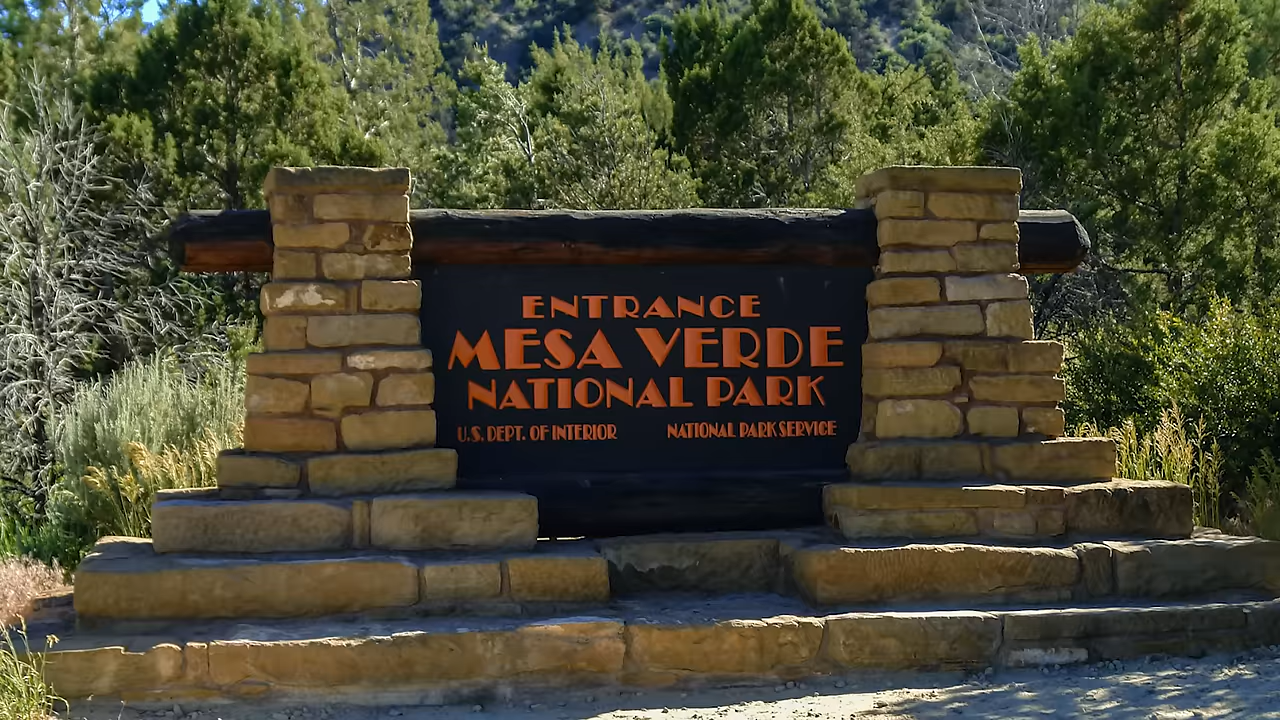 ENTRANCE
MESA VERDE
NATIONAL PARK
U.S. DEPT. OF INTERIOR NATIONAL PARK SERVICE